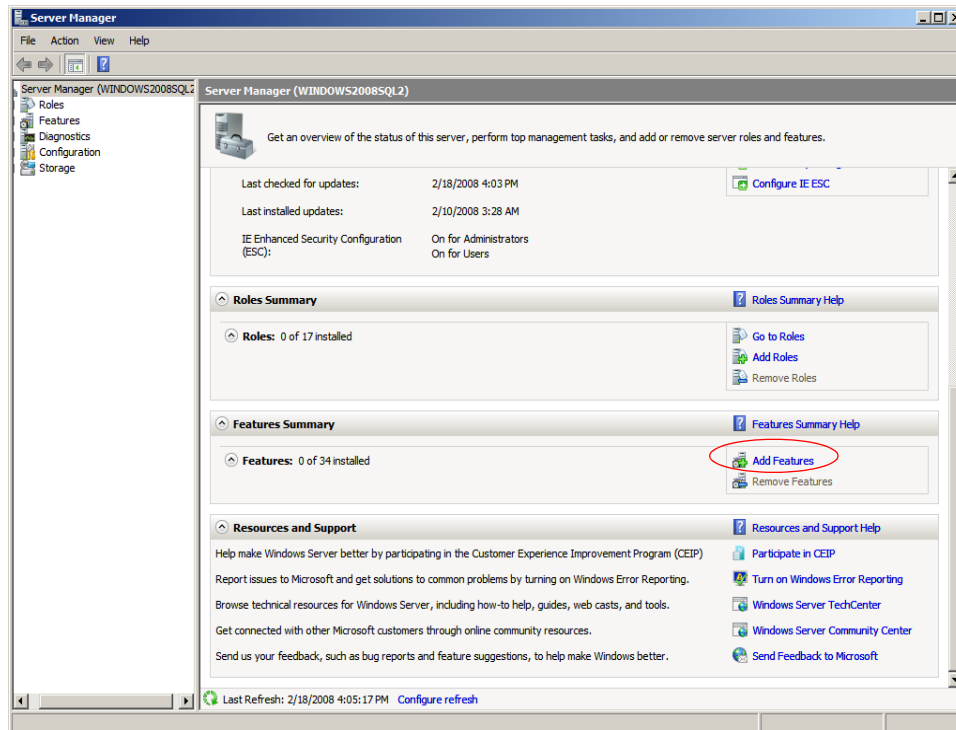 Server Manager
File Action View Help
Server Manager (WINDOWS2008SQL2
Roles
Features
Diagnostics
Configuration
Storage
Server Manager (WINDOWS2008SQL2)
Get an overview of the status of this server, perform top management tasks, and add or remove server roles and features.
Last checked for updates: 2/18/2008 4:03 PM
Configure IE ESC
Last installed updates: 2/10/2008 3:28 AM
IE Enhanced Security Configuration (ESC): On for Administrators
On for Users
Roles Summary
Roles Summary Help
Roles: 0 of 17 installed
Go to Roles
Add Roles
Remove Roles
Features Summary
Features Summary Help
Features: 0 of 34 installed
Add Features
Remove Features
Resources and Support
Resources and Support Help
Help make Windows Server better by participating in the Customer Experience Improvement Program (CEIP)
Participate in CEIP
Report issues to Microsoft and get solutions to common problems by turning on Windows Error Reporting.
Turn on Windows Error Reporting
Browse technical resources for Windows Server, including how-to help, guides, web casts, and tools.
Windows Server TechCenter
Get connected with other Microsoft customers through online community resources.
Windows Server Community Center
Send us your feedback, such as bug reports and feature suggestions, to help make Windows better.
Send Feedback to Microsoft
Last Refresh: 2/18/2008 4:05:17 PM Configure refresh